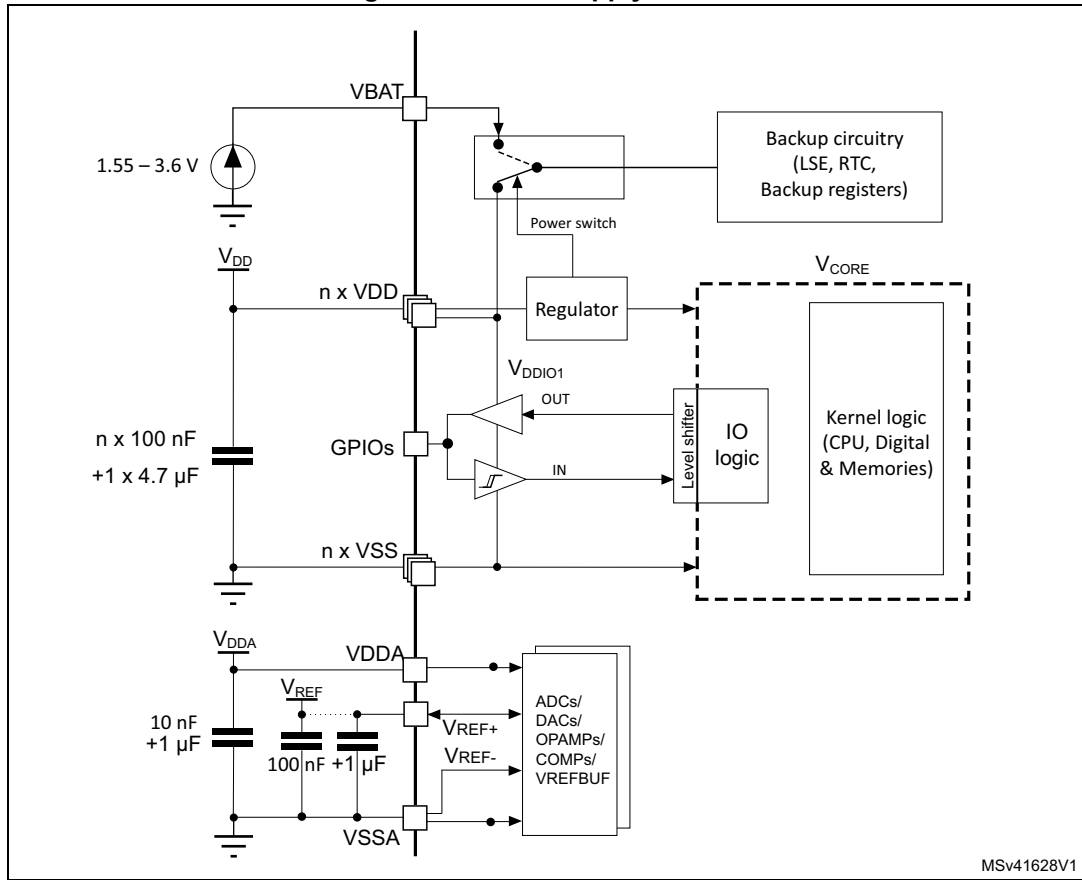 VBAT
1.55 – 3.6 V
Backup circuitry
(LSE, RTC,
Backup registers)
Power switch
VDD
n x VDD
Regulator
VCORE
VDDIO1
OUT
n x 100 nF
+1 x 4.7 µF
GPIOs
IN
Level shifter
IO
logic
Kernel logic
(CPU, Digital
& Memories)
n x VSS
VDDA
VDDA
VREF
10 nF
+1 µF
100 nF
+1 µF
VREF+
VREF-
ADCs/
DACs/
OPAMPs/
COMPs/
VREFBUF
VSSA
MSv41628V1